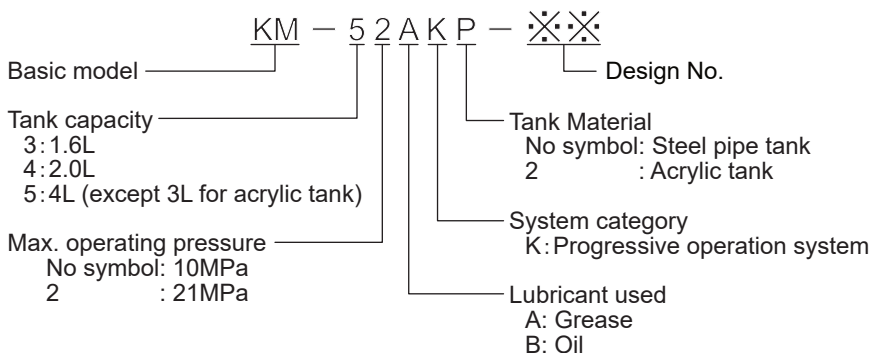 KM － 5 2 A K P － ※※
Basic model
Design No.
Tank capacity
3:1.6L
4:2.0L
5:4L (except 3L for acrylic tank)
Max. operating pressure
No symbol: 10MPa
2 : 21MPa
Tank Material
No symbol: Steel pipe tank
2 : Acrylic tank
System category
K:Progressive operation system
Lubricant used
A: Grease
B: Oil